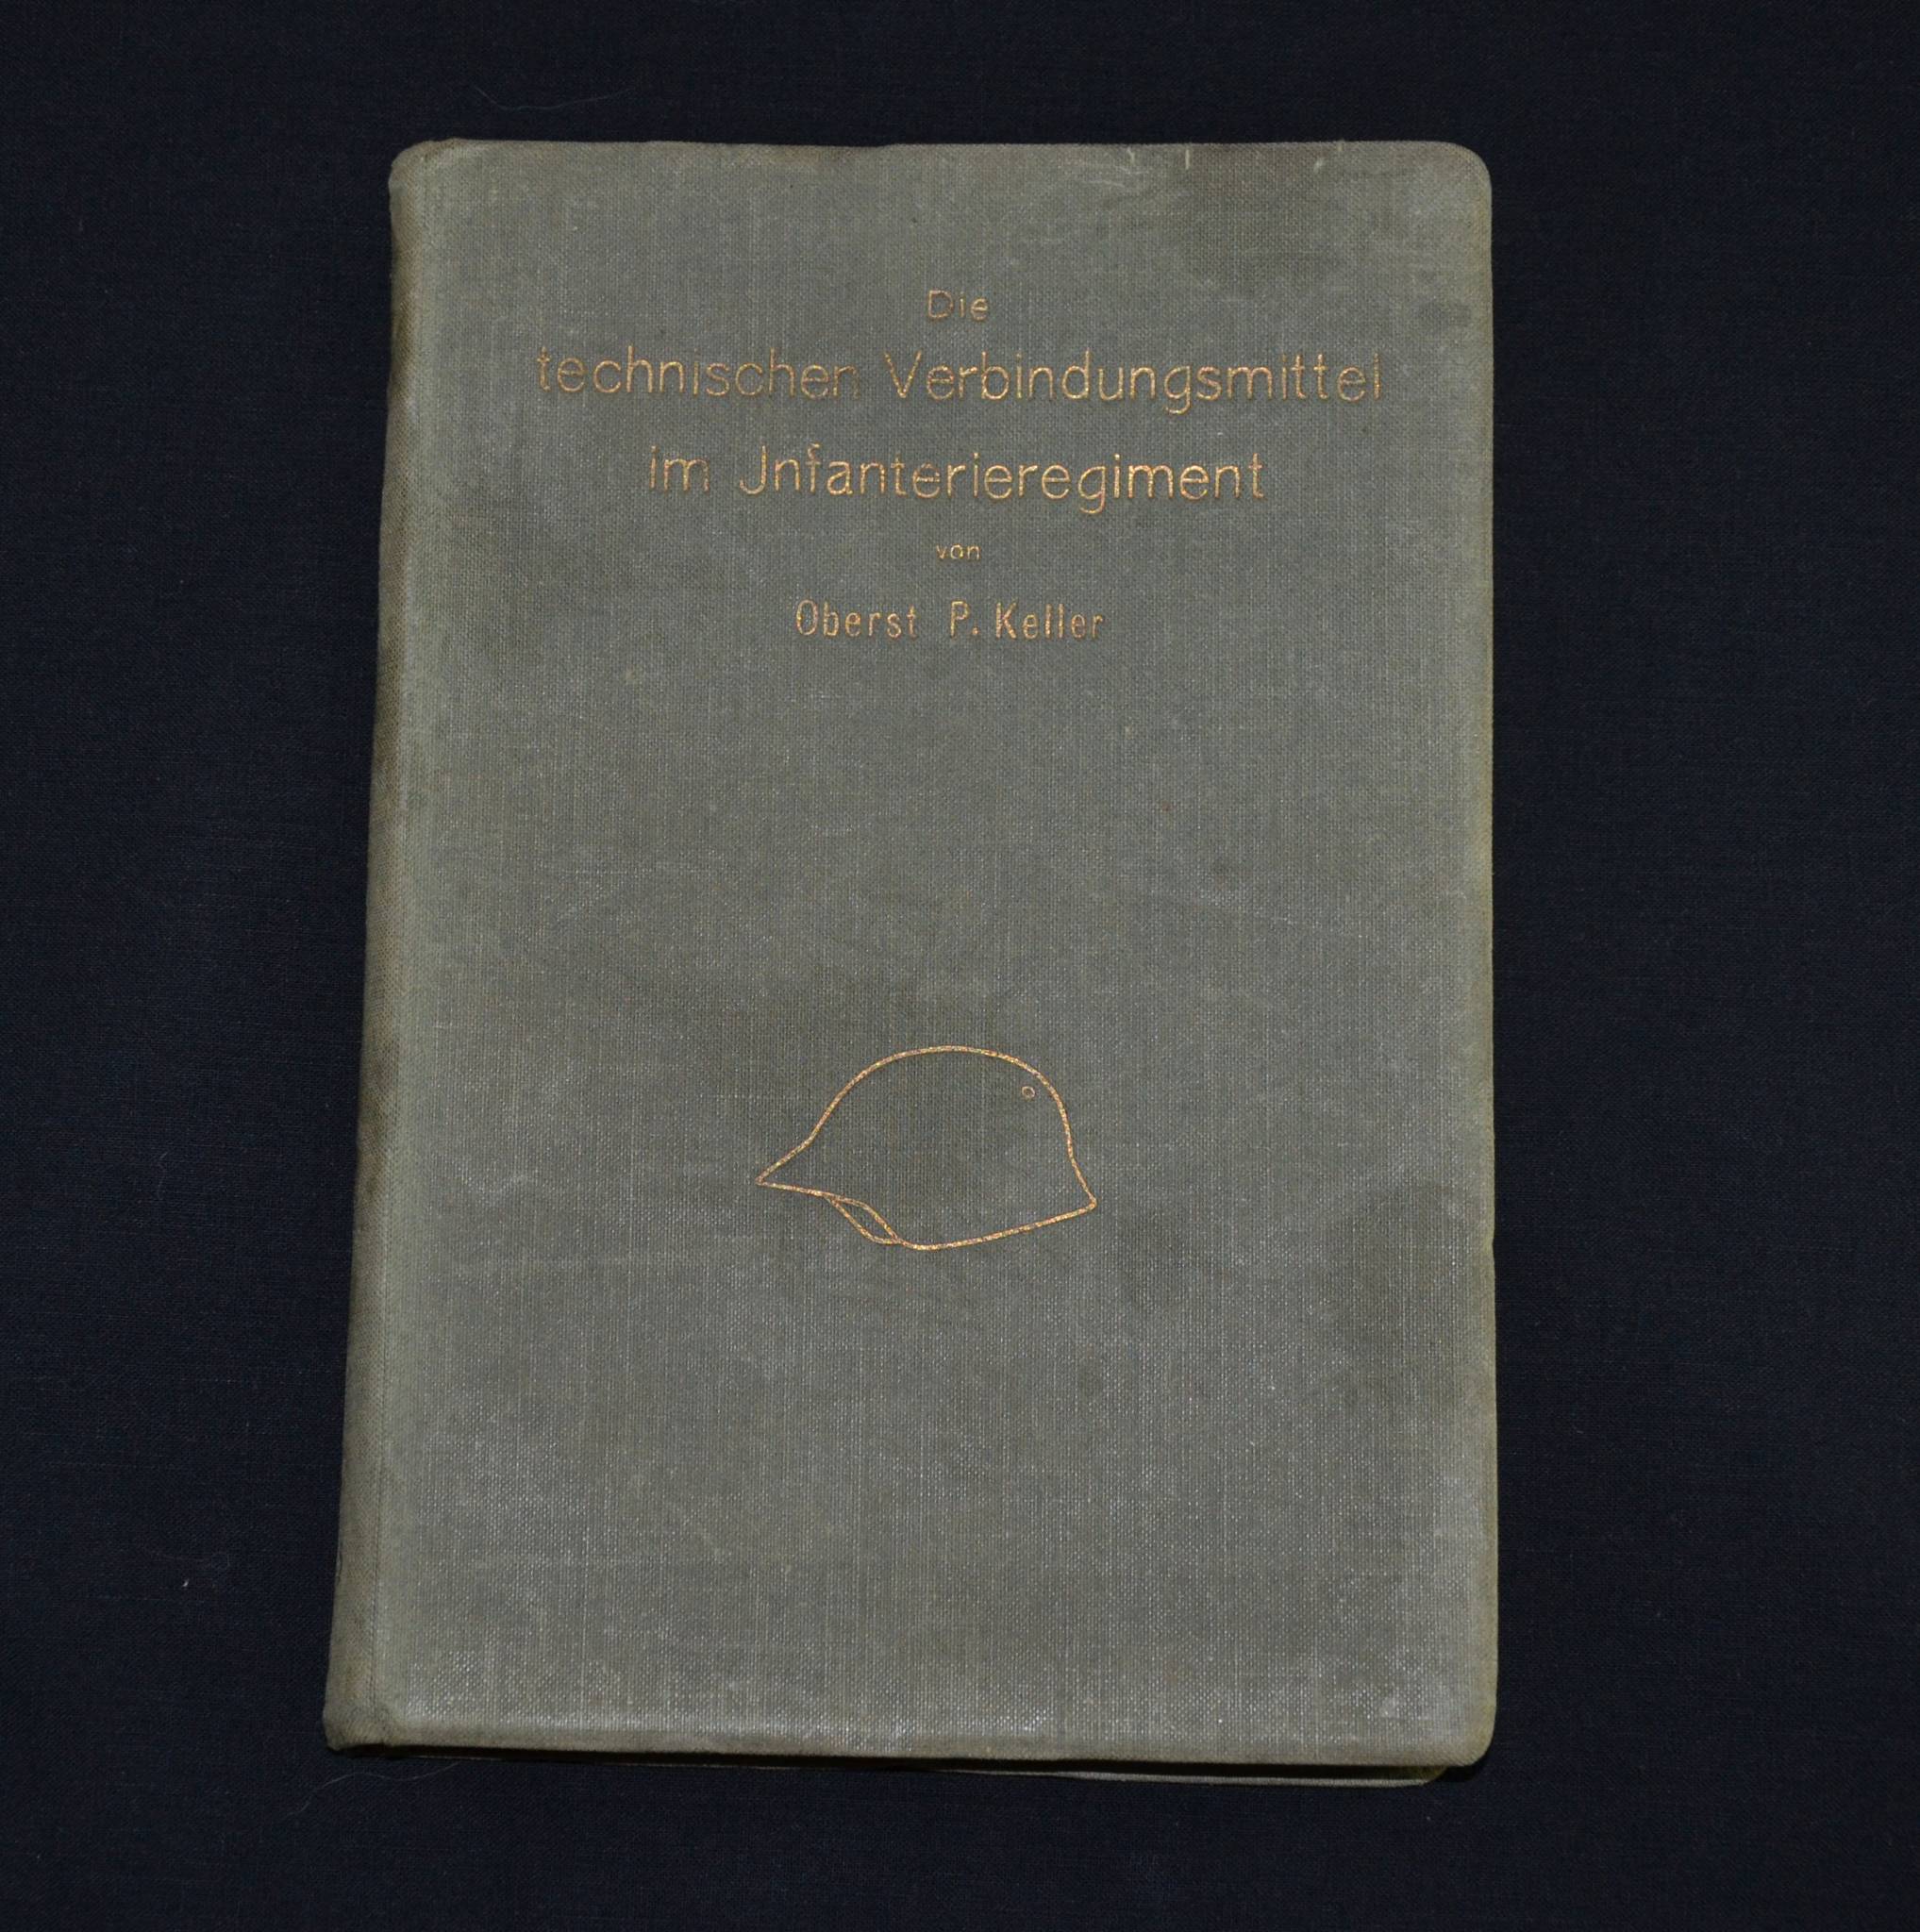 Die
technischen Verbindungsmittel
im Jnfanterieregiment
von
Oberst P. Keller